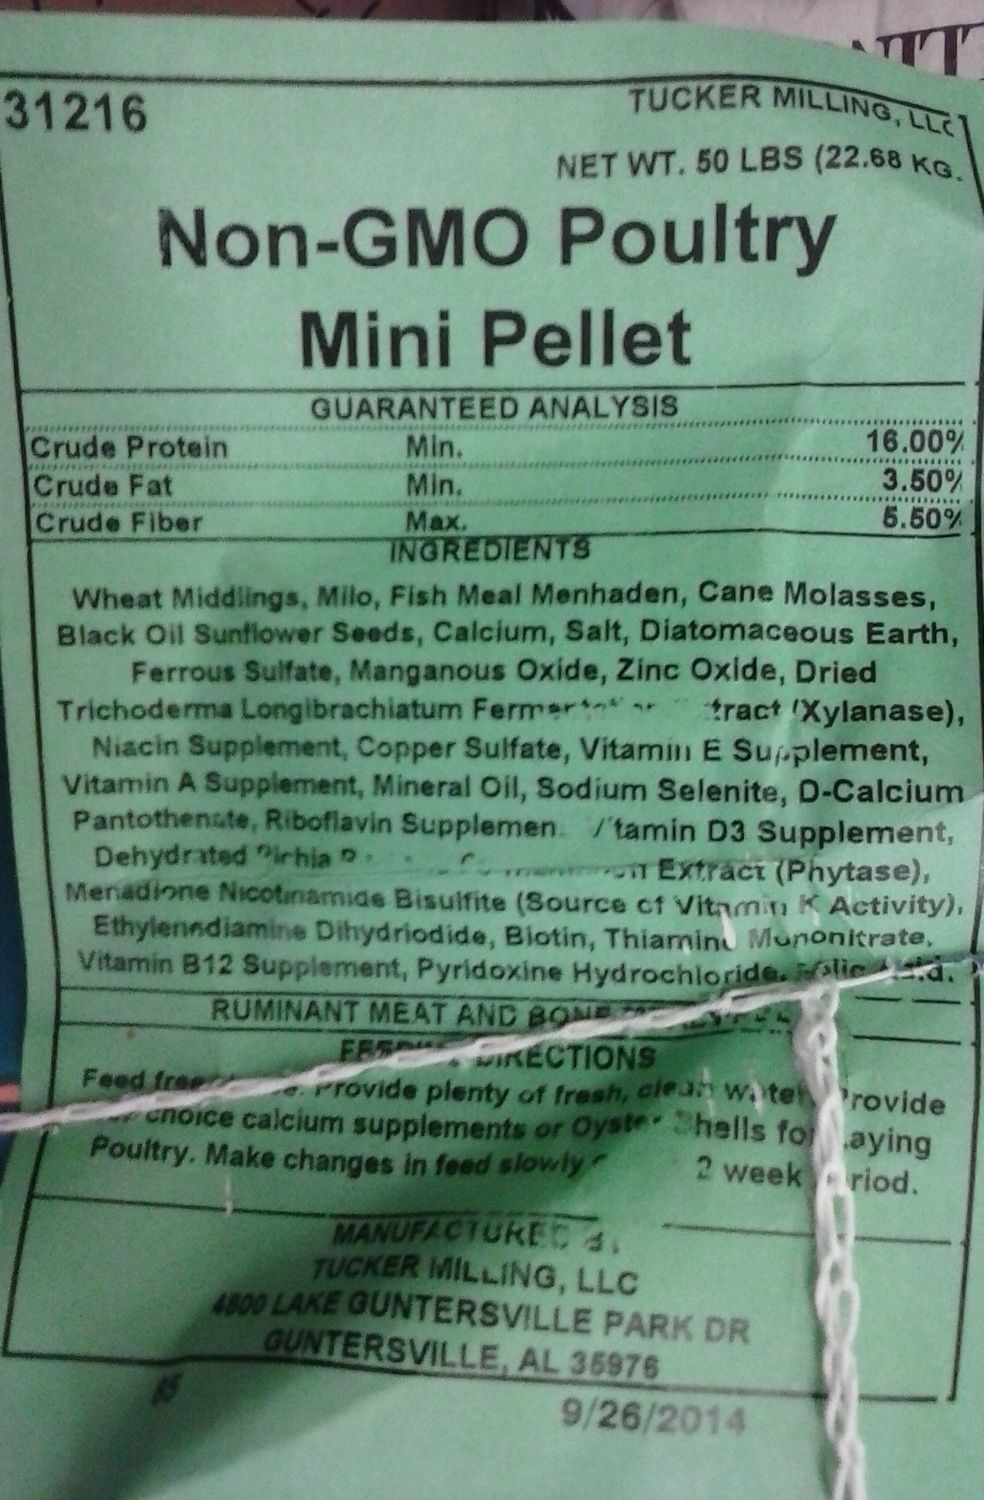 31216
TUCKER MILLING, LLC
NET WT. 50 LBS (22.68 KG.
Non-GMO Poultry
Mini Pellet
GUARANTEED ANALYSIS
Crude Protein Min. 16.00%
Crude Fat Min. 3.50%
Crude Fiber Max. 5.50%
INGREDIENTS
Wheat Middlings, Milo, Fish Meal Menhaden, Cane Molasses,
Black Oil Sunflower Seeds, Calcium, Salt, Diatomaceous Earth,
Ferrous Sulfate, Manganous Oxide, Zinc Oxide, Dried
Trichoderma Longibrachiatum (Xylanase),
Niacin Supplement, Copper Sulfate, Vitamin E Supplement,
Vitamin A Supplement, Mineral Oil, Sodium Selenite, D-Calcium
Pantothenate, Riboflavin Supplemen tamin D3 Supplement,
Dehydrated Extract (Phytase),
Menadione Nicotinamide Bisulfite (Source of Vitamin K Activity),
Ethylenediamine Dihydriodide, Biotin, Thiamine Mononitrate,
Vitamin B12 Supplement, Pyridoxine Hydrochloride, Folic Acid.
RUMINANT MEAT AND BONE
FEEDING DIRECTIONS
Feed Provide plenty of fresh, clean water. Provide
choice calcium supplements or Oyster Shells for Laying
Poultry. Make changes in feed slowly 2 week period.
MANUFACTURED BY
TUCKER MILLING, LLC
4800 LAKE GUNTERSVILLE PARK DR
GUNTERSVILLE, AL 35976
9/26/2014